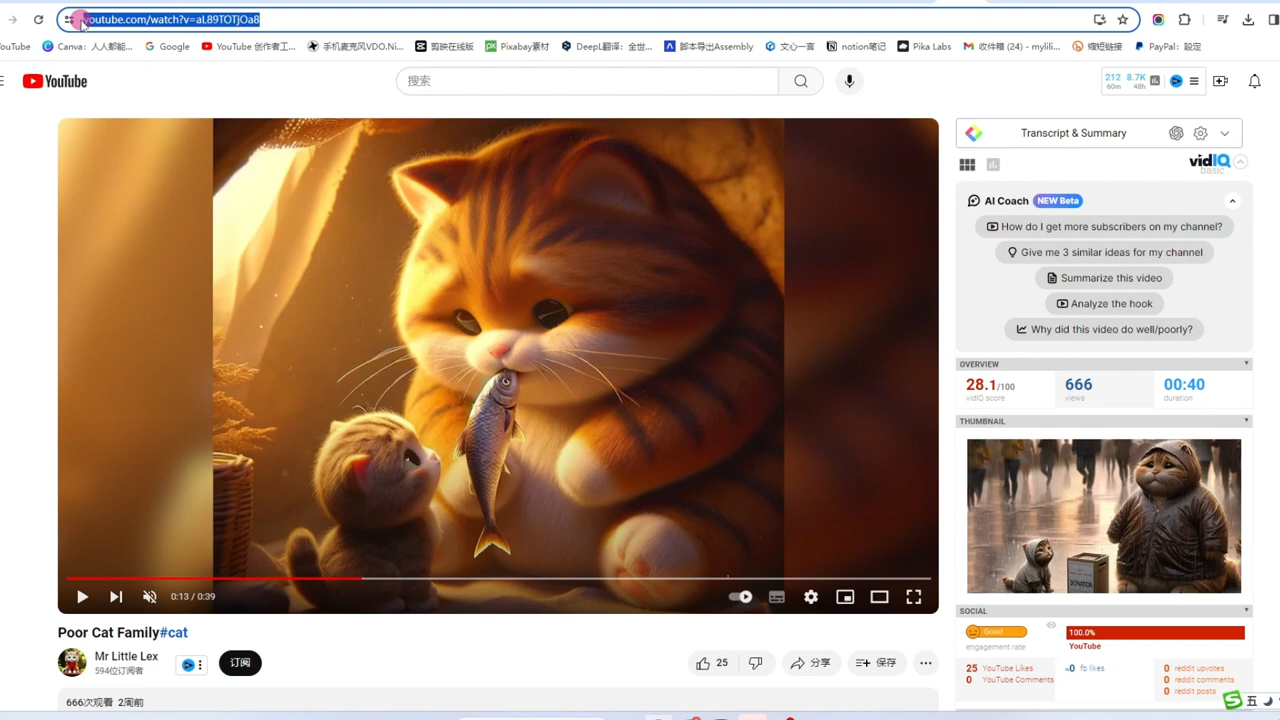 youtube.com/watch?v=aL89TOTjOa8
YouTube
Canva：人人都能...
Google
YouTube 创作者工...
手机麦克风VDO.Ni...
剪映在线版
Pixabay素材
DeepL翻译：全世...
脚本导出Assembly
文心一言
notion笔记
Pika Labs
收件箱 (24) - mylili...
缩短链接
PayPal：設定
YouTube
搜索
212 8.7K
60m 48h
Transcript & Summary
vidIQ
basic
AI Coach NEW Beta
How do I get more subscribers on my channel?
Give me 3 similar ideas for my channel
Summarize this video
Analyze the hook
Why did this video do well/poorly?
OVERVIEW
28.1/100 666 00:40
vidIQ score views duration
THUMBNAIL
DONATION
0:13 / 0:39
SOCIAL
Good
engagement rate
100.0%
YouTube
25 YouTube Likes
0 YouTube Comments
0 fb likes
0 reddit upvotes
0 reddit comments
0 reddit posts
Poor Cat Family#cat
Mr Little Lex
594位订阅者
订阅
25
分享
保存
666次观看 2周前
五